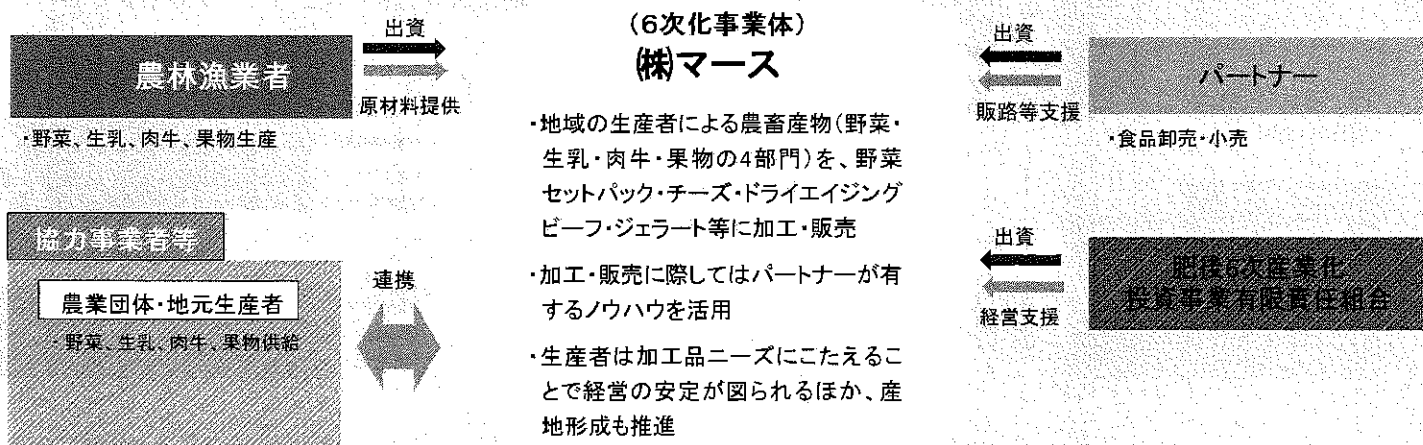 出資
農林漁業者
原材料提供
・野菜、生乳、肉牛、果物生産
協力事業者等
農業団体・地元生産者
・野菜、生乳、肉牛、果物供給
連携
(6次化事業体)
㈱マース
・地域の生産者による農畜産物(野菜・
生乳・肉牛・果物の4部門)を、野菜
セットパック・チーズ・ドライエイジング
ビーフ・ジェラート等に加工・販売
・加工・販売に際してはパートナーが有
するノウハウを活用
・生産者は加工品ニーズにこたえるこ
とで経営の安定が図られるほか、産
地形成も推進
出資
パートナー
販路等支援
・食品卸売・小売
出資
肥後6次産業化
投資事業有限責任組合
経営支援